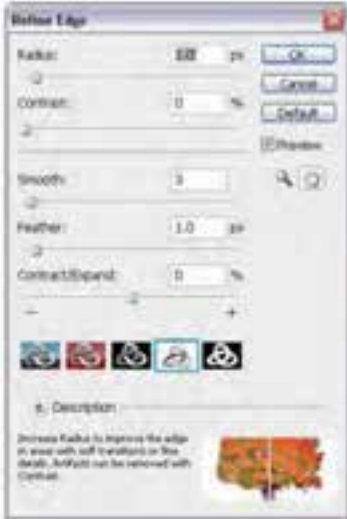 Refine Edge
Radius: px
OK
Cancel
Contrast: 0 %
Default
Preview
Smooth: 3
Feather: 1.0 px
Contract/Expand: 0 %
- +
Description
Increase Radius to improve the edge
in areas with soft transitions or fine
details. Artifacts can be removed with
Contrast.